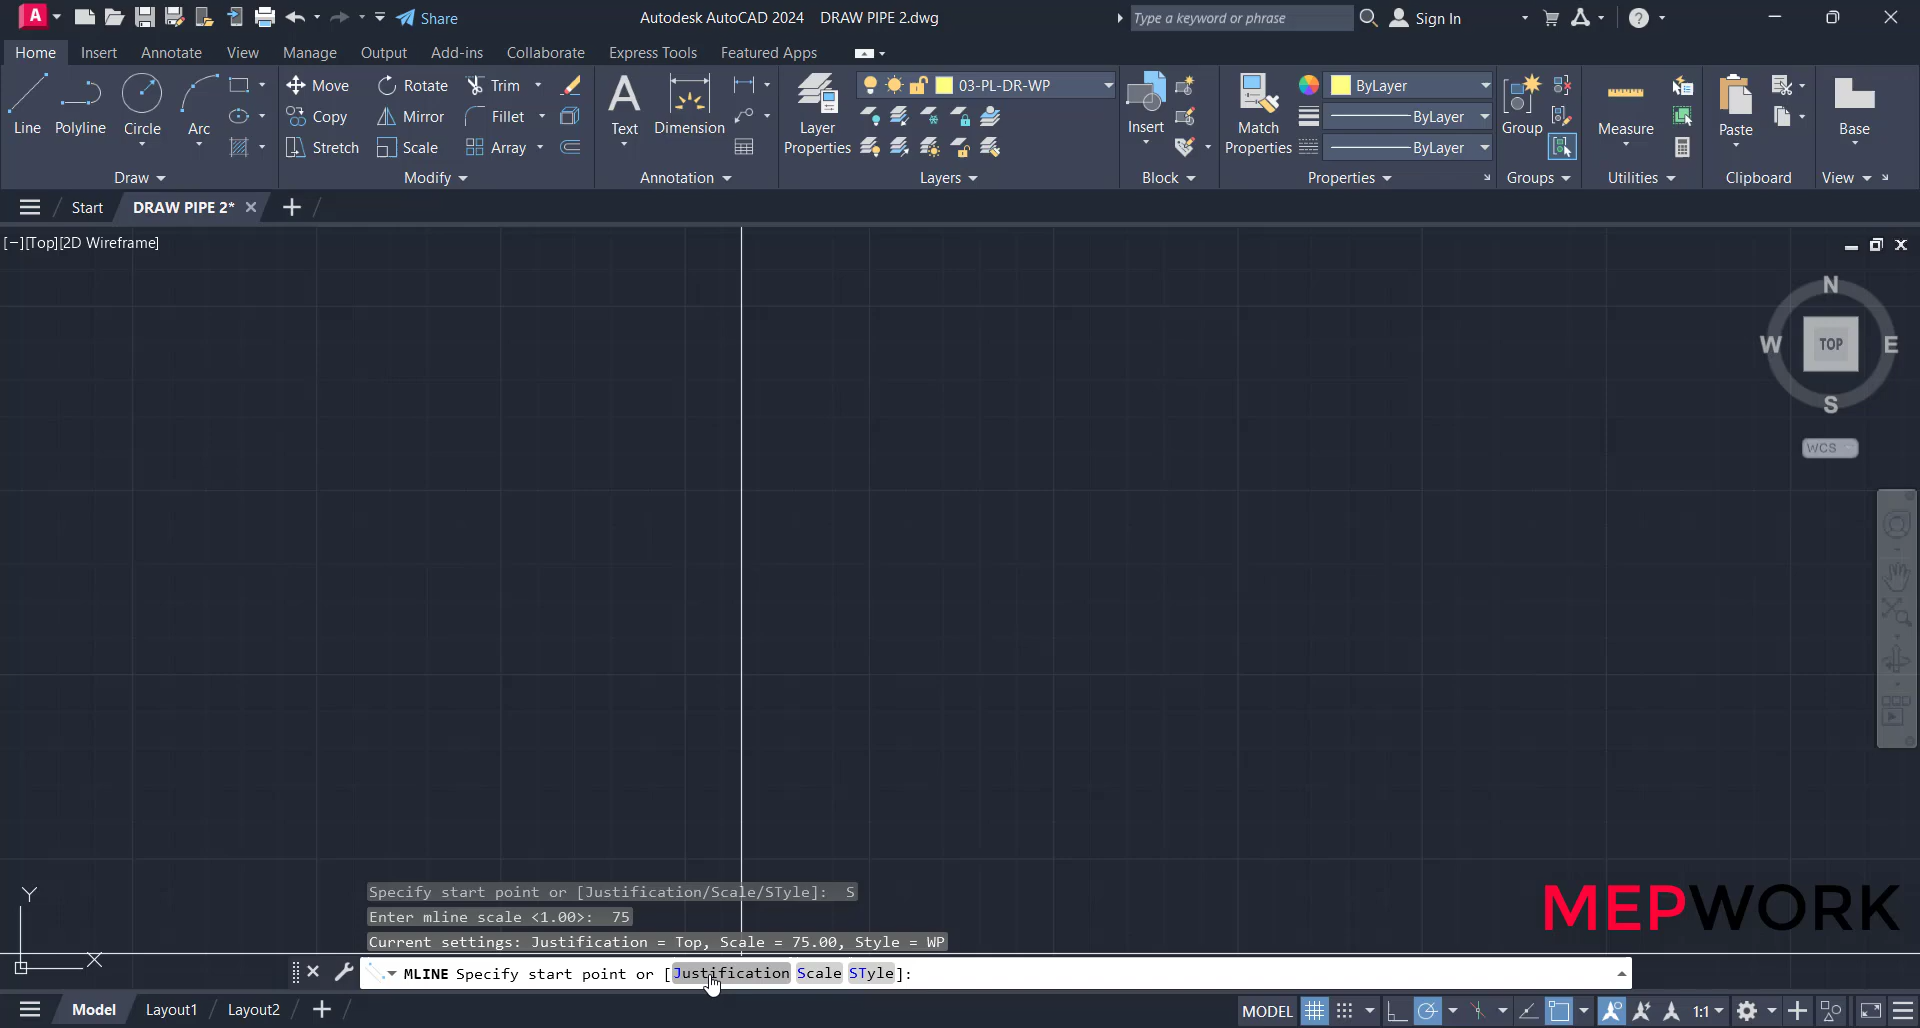 A Share Autodesk AutoCAD 2024 DRAW PIPE 2.dwg Type a keyword or phrase Sign In
Home Insert Annotate View Manage Output Add-ins Collaborate Express Tools Featured Apps
Line Polyline Circle Arc
Move Rotate Trim
Copy Mirror Fillet
Stretch Scale Array
Text Dimension
Layer Properties
03-PL-DR-WP
Insert
Match Properties
ByLayer
ByLayer
ByLayer
Group
Measure
Paste
Base
Draw Modify Annotation Layers Block Properties Groups Utilities Clipboard View
Start DRAW PIPE 2*
[−][Top][2D Wireframe]
N
W TOP E
S
WCS
Y
X
Specify start point or [Justification/Scale/STyle]: S
Enter mline scale <1.00>: 75
Current settings: Justification = Top, Scale = 75.00, Style = WP
MLINE Specify start point or [Justification Scale STyle]:
MEPWORK
Model Layout1 Layout2 MODEL 1:1